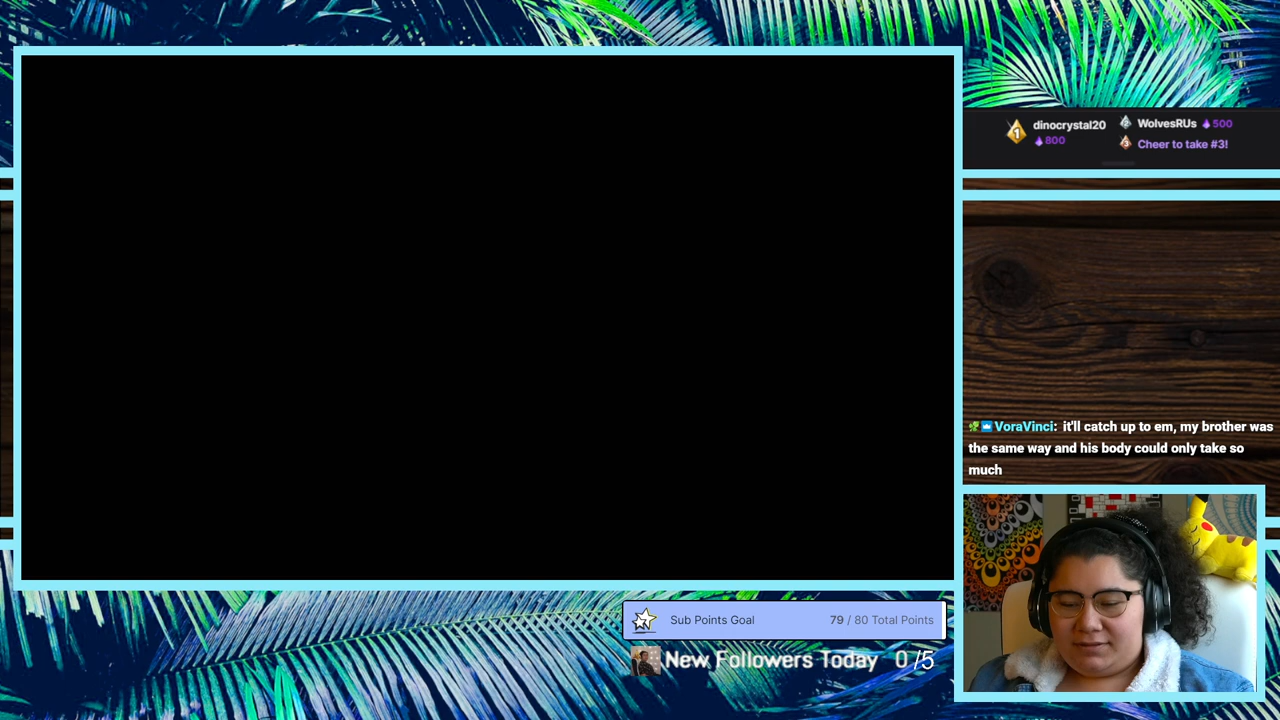 dinocrystal20
800
WolvesRUs 500
Cheer to take #3!
VoraVinci: it'll catch up to em, my brother was
the same way and his body could only take so
much
Sub Points Goal 79 / 80 Total Points
New Followers Today 0 /5